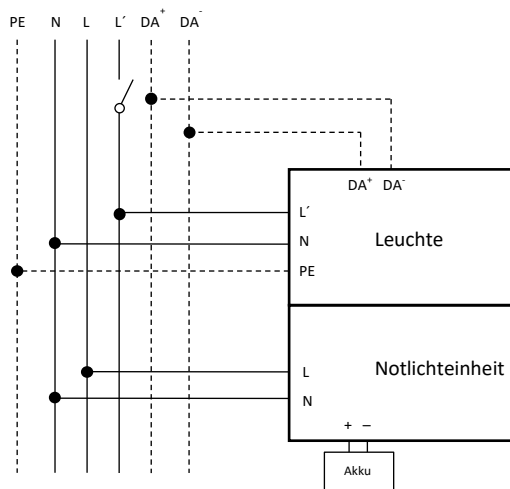 PE N L L´ DA⁺ DA⁻
DA⁺ DA⁻
L´
N
Leuchte
PE
L
Notlichteinheit
N
+ –
Akku